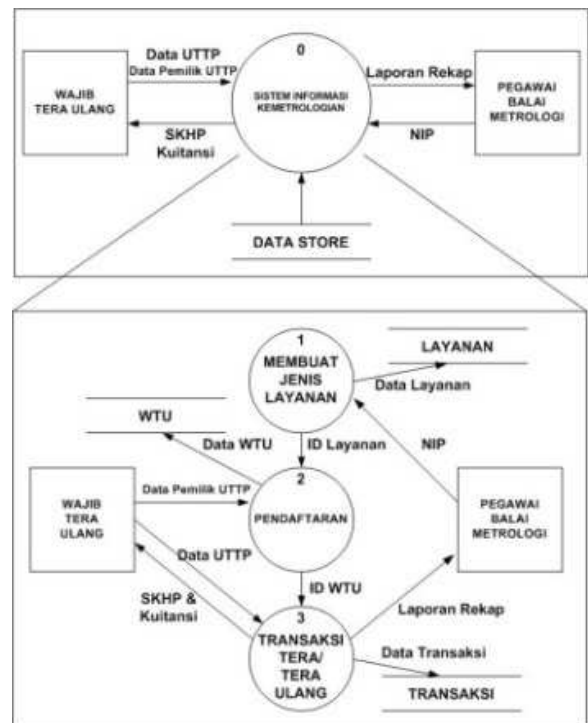 0
Data UTTP
Data Pemilik UTTP
WAJIB
TERA ULANG
SISTEM INFORMASI
KEMETROLOGIAN
Laporan Rekap
PEGAWAI
BALAI
METROLOGI
SKHP
Kuitansi
NIP
DATA STORE
1
MEMBUAT
JENIS
LAYANAN
LAYANAN
Data Layanan
WTU
Data WTU
ID Layanan
NIP
2
PENDAFTARAN
WAJIB
TERA
ULANG
Data Pemilik UTTP
PEGAWAI
BALAI
METROLOGI
Data UTTP
SKHP &
Kuitansi
ID WTU
Laporan Rekap
3
TRANSAKSI
TERA/
TERA
ULANG
Data Transaksi
TRANSAKSI